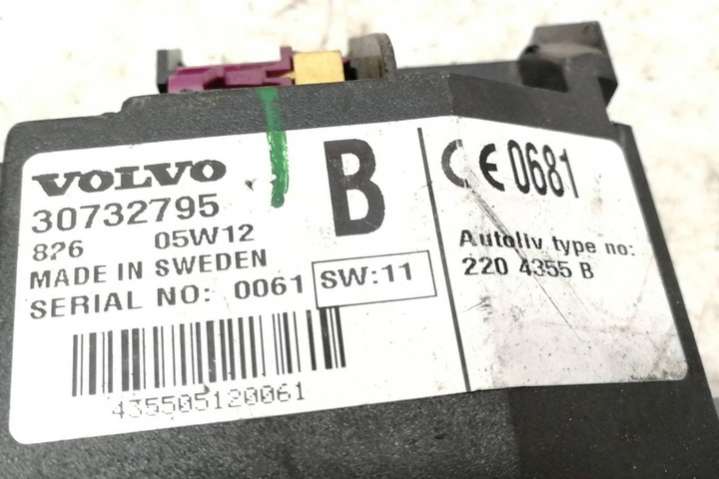 VOLVO
30732795
826 05W12
MADE IN SWEDEN
SERIAL NO: 0061
SW:11
B
435505120061
CE 0681
Autoliv type no:
220 4355 B